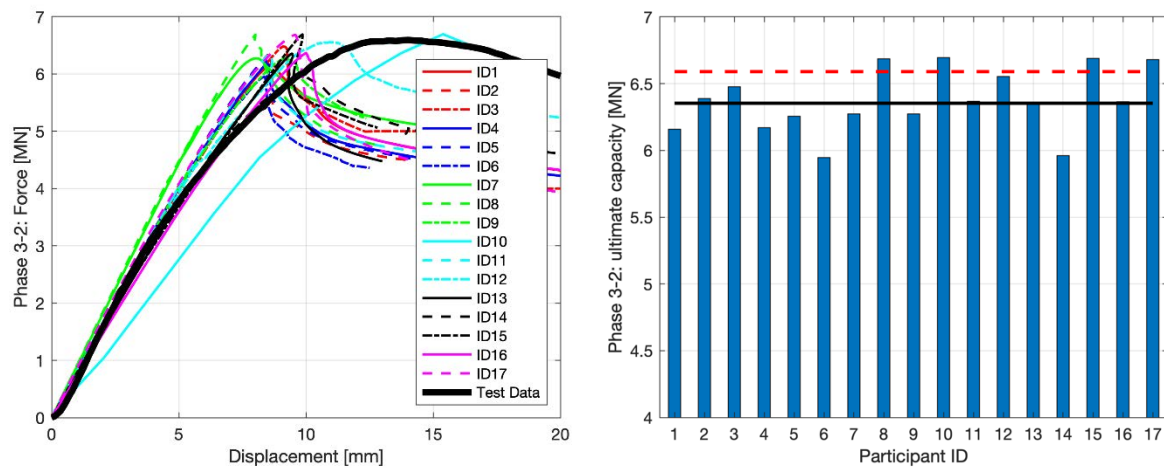 Phase 3-2: Force [MN]
7
6
5
4
3
2
1
0
0 5 10 15 20
Displacement [mm]
ID1
ID2
ID3
ID4
ID5
ID6
ID7
ID8
ID9
ID10
ID11
ID12
ID13
ID14
ID15
ID16
ID17
Test Data
Phase 3-2: ultimate capacity [MN]
7
6.5
6
5.5
5
4.5
4
1 2 3 4 5 6 7 8 9 10 11 12 13 14 15 16 17
Participant ID